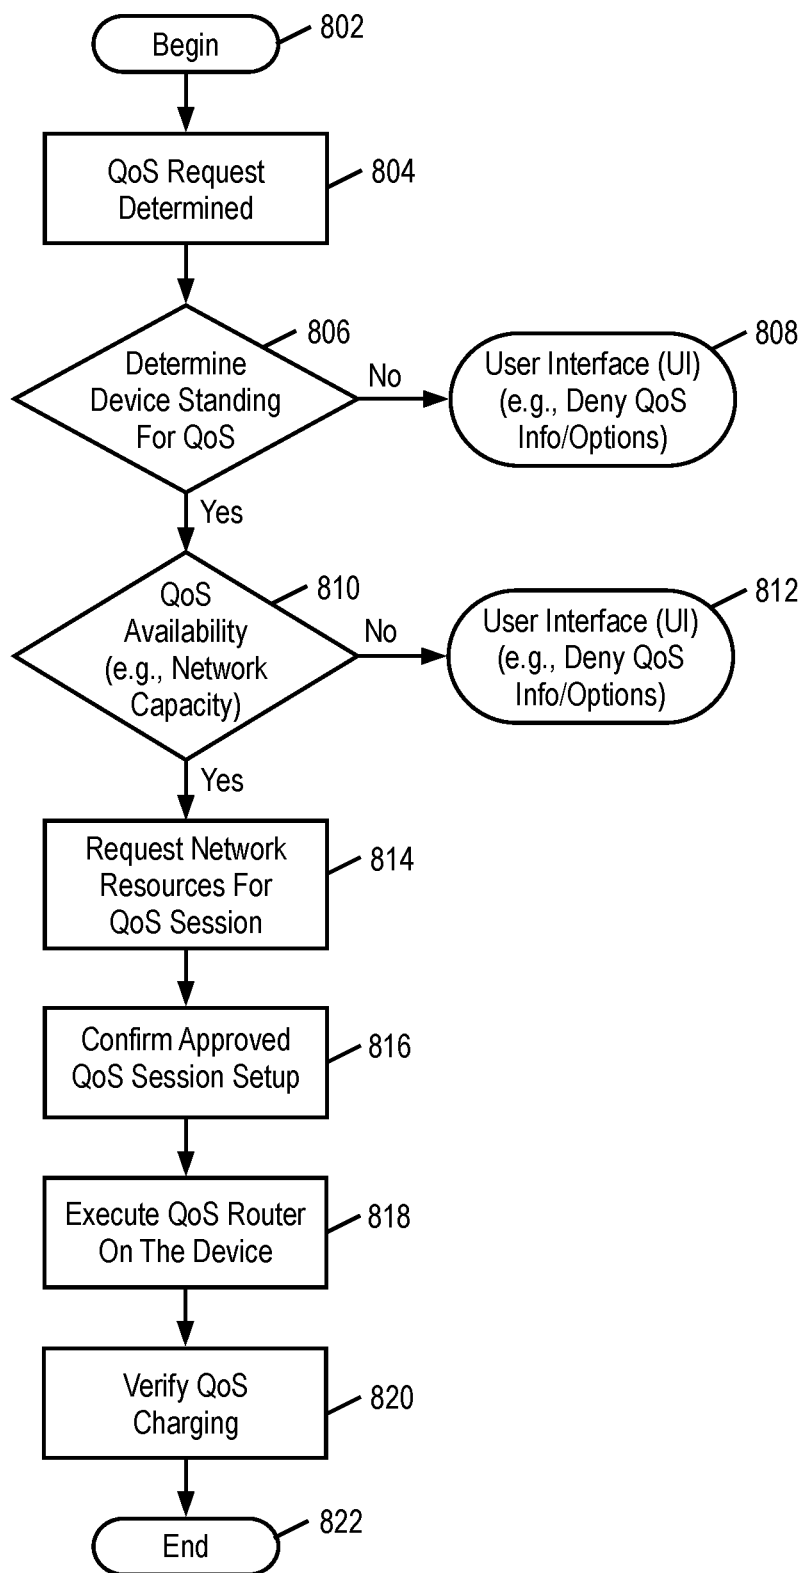 Begin
802
QoS Request
Determined
804
806
Determine
Device Standing
For QoS
No
808
User Interface (UI)
(e.g., Deny QoS
Info/Options)
Yes
810
QoS
Availability
(e.g., Network
Capacity)
No
812
User Interface (UI)
(e.g., Deny QoS
Info/Options)
Yes
Request Network
Resources For
QoS Session
814
Confirm Approved
QoS Session Setup
816
Execute QoS Router
On The Device
818
Verify QoS
Charging
820
End
822